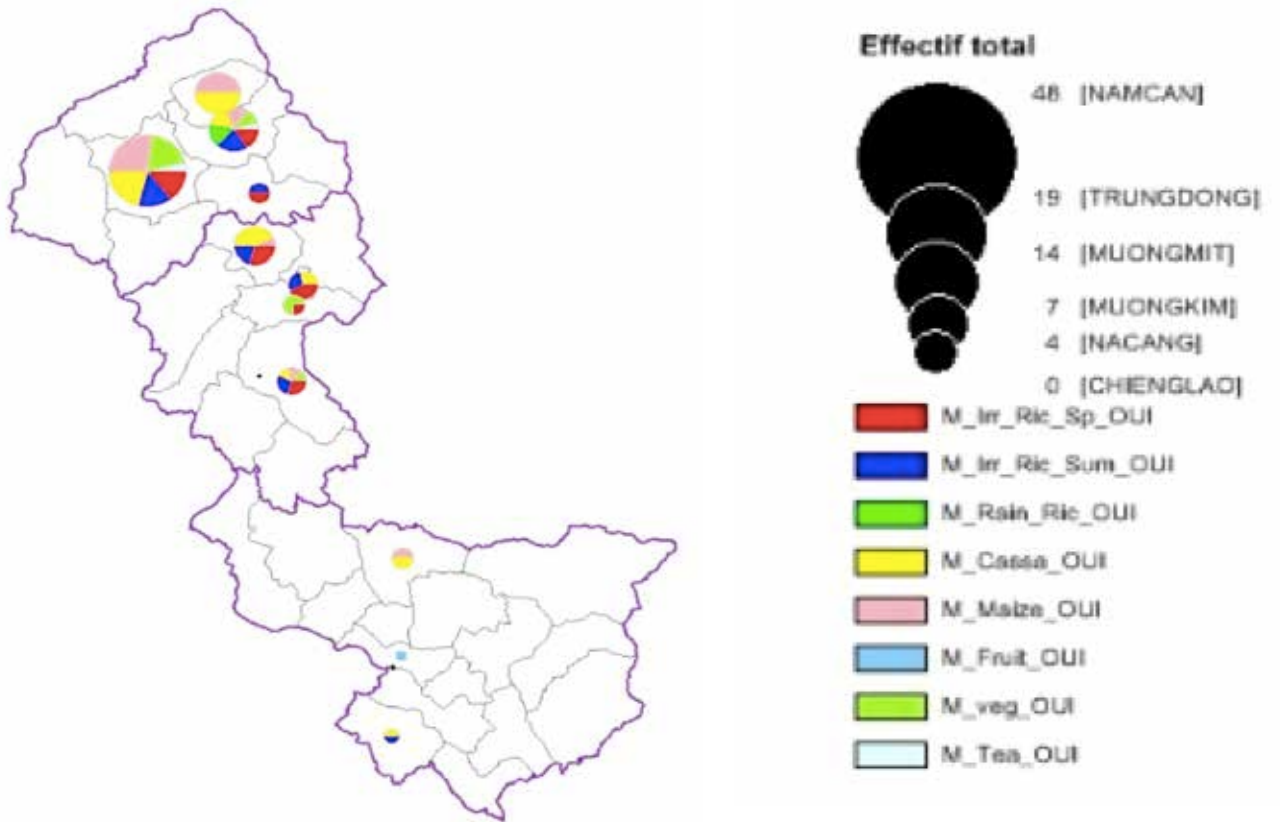 Effectif total
48 [NAMCAN]
19 [TRUNGDONG]
14 [MUONGMIT]
7 [MUONGKIM]
4 [NACANG]
0 [CHIENGLAO]
M_Irr_Ric_Sp_OUI
M_Irr_Ric_Sum_OUI
M_Rain_Ric_OUI
M_Cassa_OUI
M_Maize_OUI
M_Fruit_OUI
M_veg_OUI
M_Tea_OUI